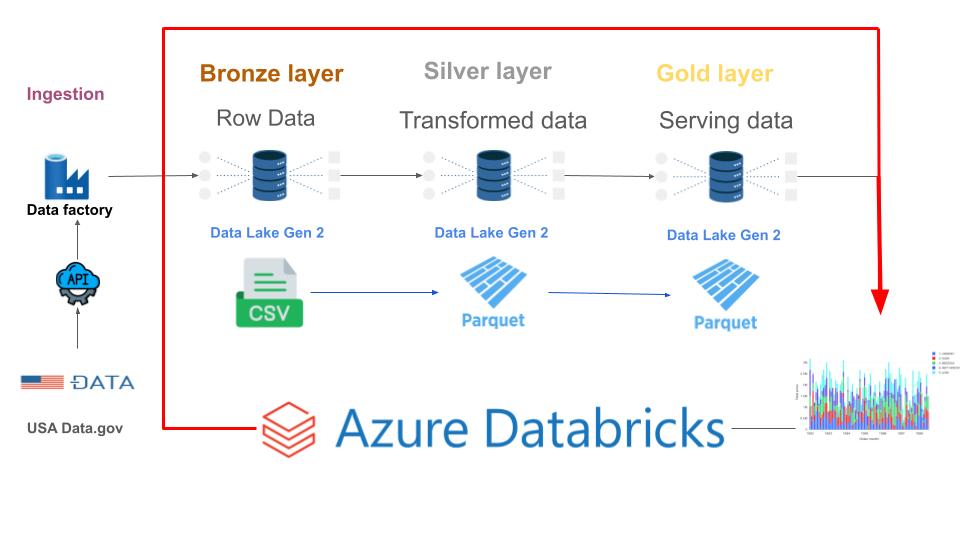 Bronze layer
Silver layer
Gold layer
Ingestion
Row Data
Transformed data
Serving data
Data factory
Data Lake Gen 2
Data Lake Gen 2
Data Lake Gen 2
API
CSV
Parquet
Parquet
DATA
USA Data.gov
Azure Databricks